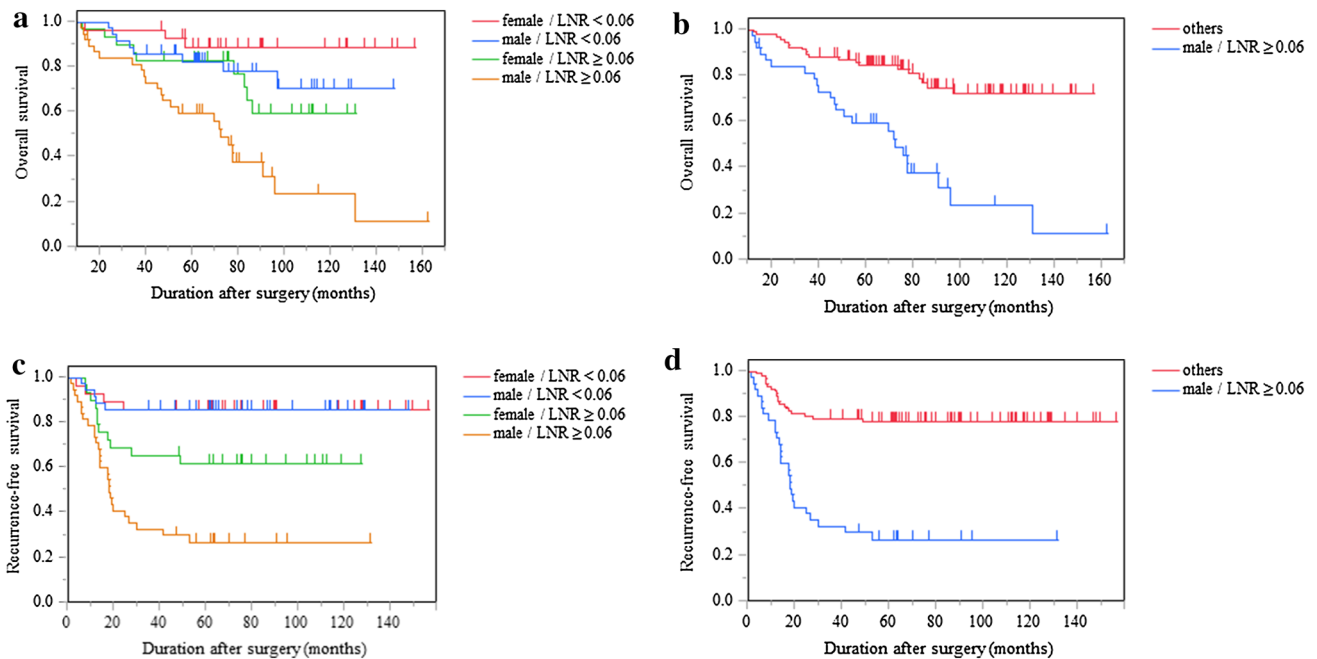 a
1.0
0.8
0.6
0.4
0.2
0.0
Overall survival
20 40 60 80 100 120 140 160
Duration after surgery (months)
female / LNR < 0.06
male / LNR < 0.06
female / LNR ≥ 0.06
male / LNR ≥ 0.06
b
1.0
0.8
0.6
0.4
0.2
0.0
Overall survival
20 40 60 80 100 120 140 160
Duration after surgery (months)
others
male / LNR ≥ 0.06
c
1.0
0.8
0.6
0.4
0.2
0.0
Recurrence-free survival
0 20 40 60 80 100 120 140
Duration after surgery (months)
female / LNR < 0.06
male / LNR < 0.06
female / LNR ≥ 0.06
male / LNR ≥ 0.06
d
1.0
0.8
0.6
0.4
0.2
0.0
Recurrence-free survival
0 20 40 60 80 100 120 140
Duration after surgery (months)
others
male / LNR ≥ 0.06